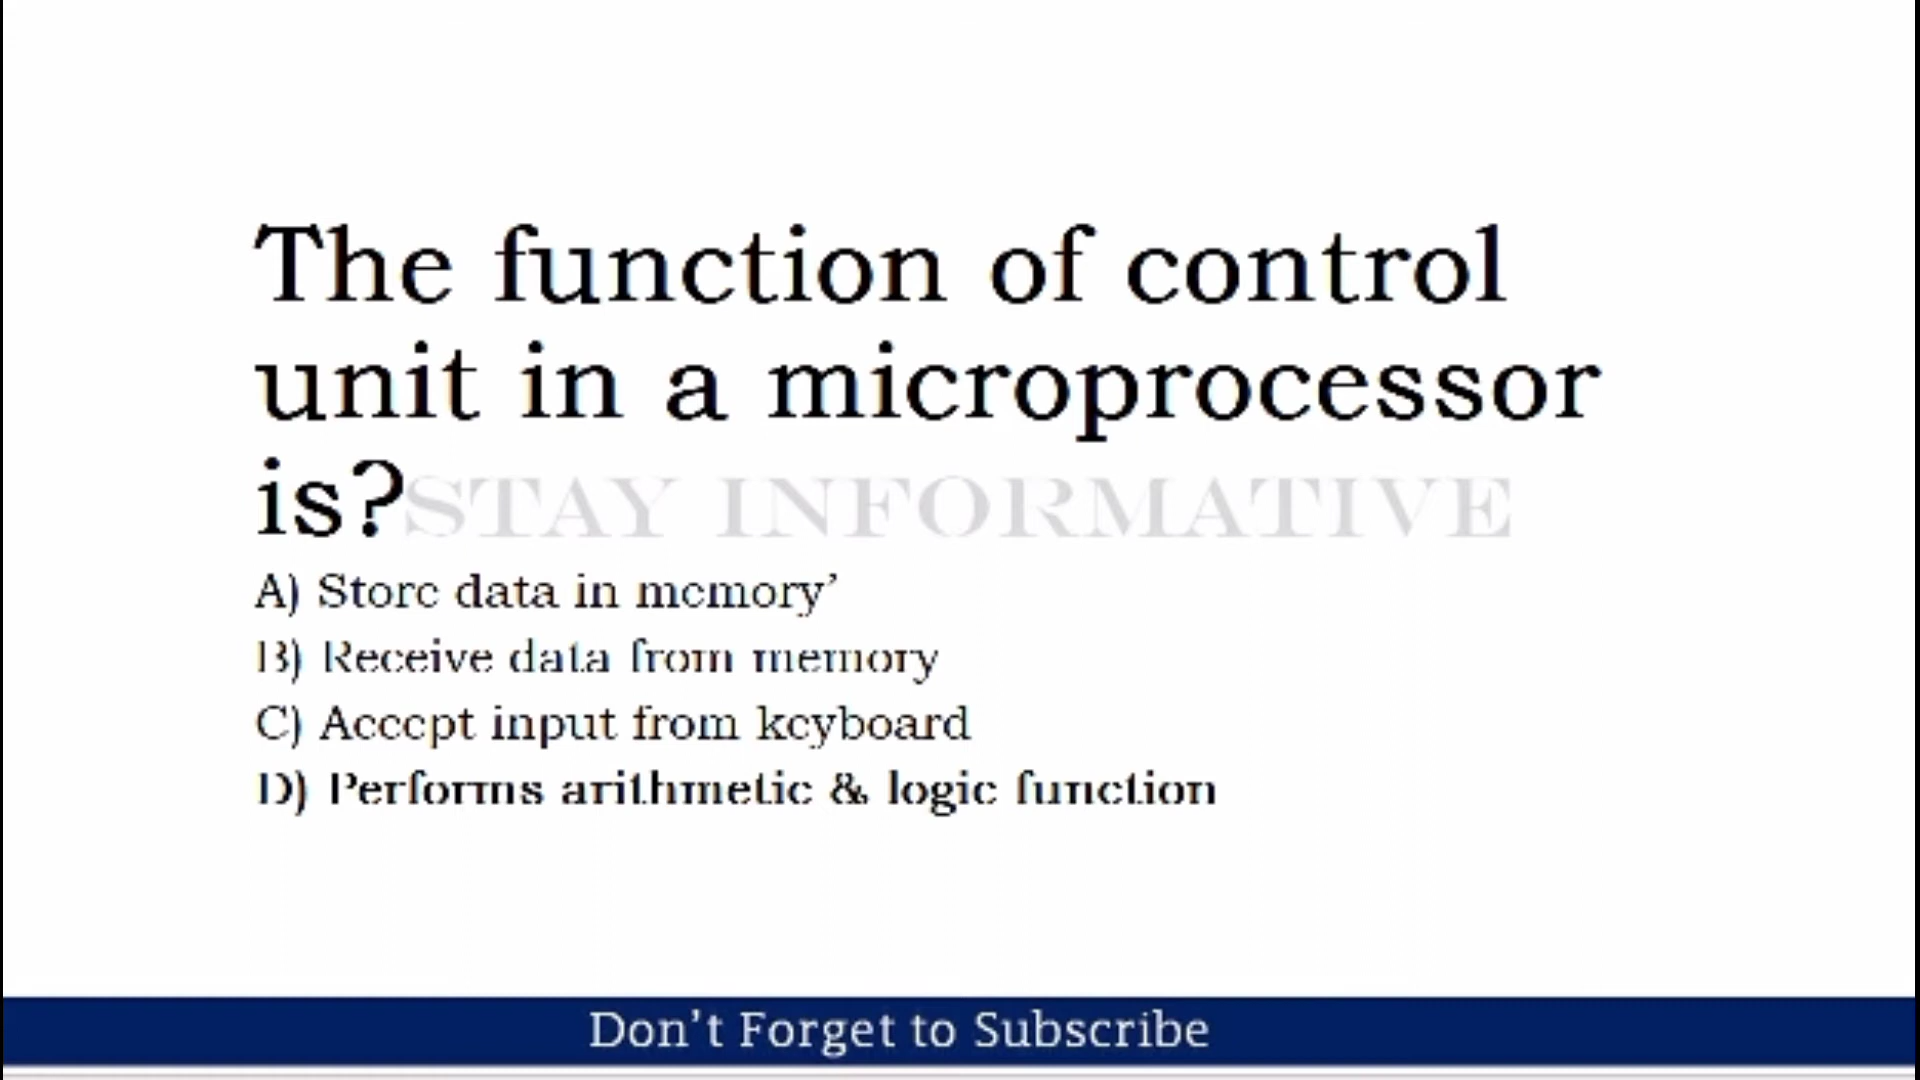 The function of control
unit in a microprocessor
is?
STAY INFORMATIVE
A) Store data in memory’
B) Receive data from memory
C) Accept input from keyboard
D) Performs arithmetic & logic function
Don’t Forget to Subscribe